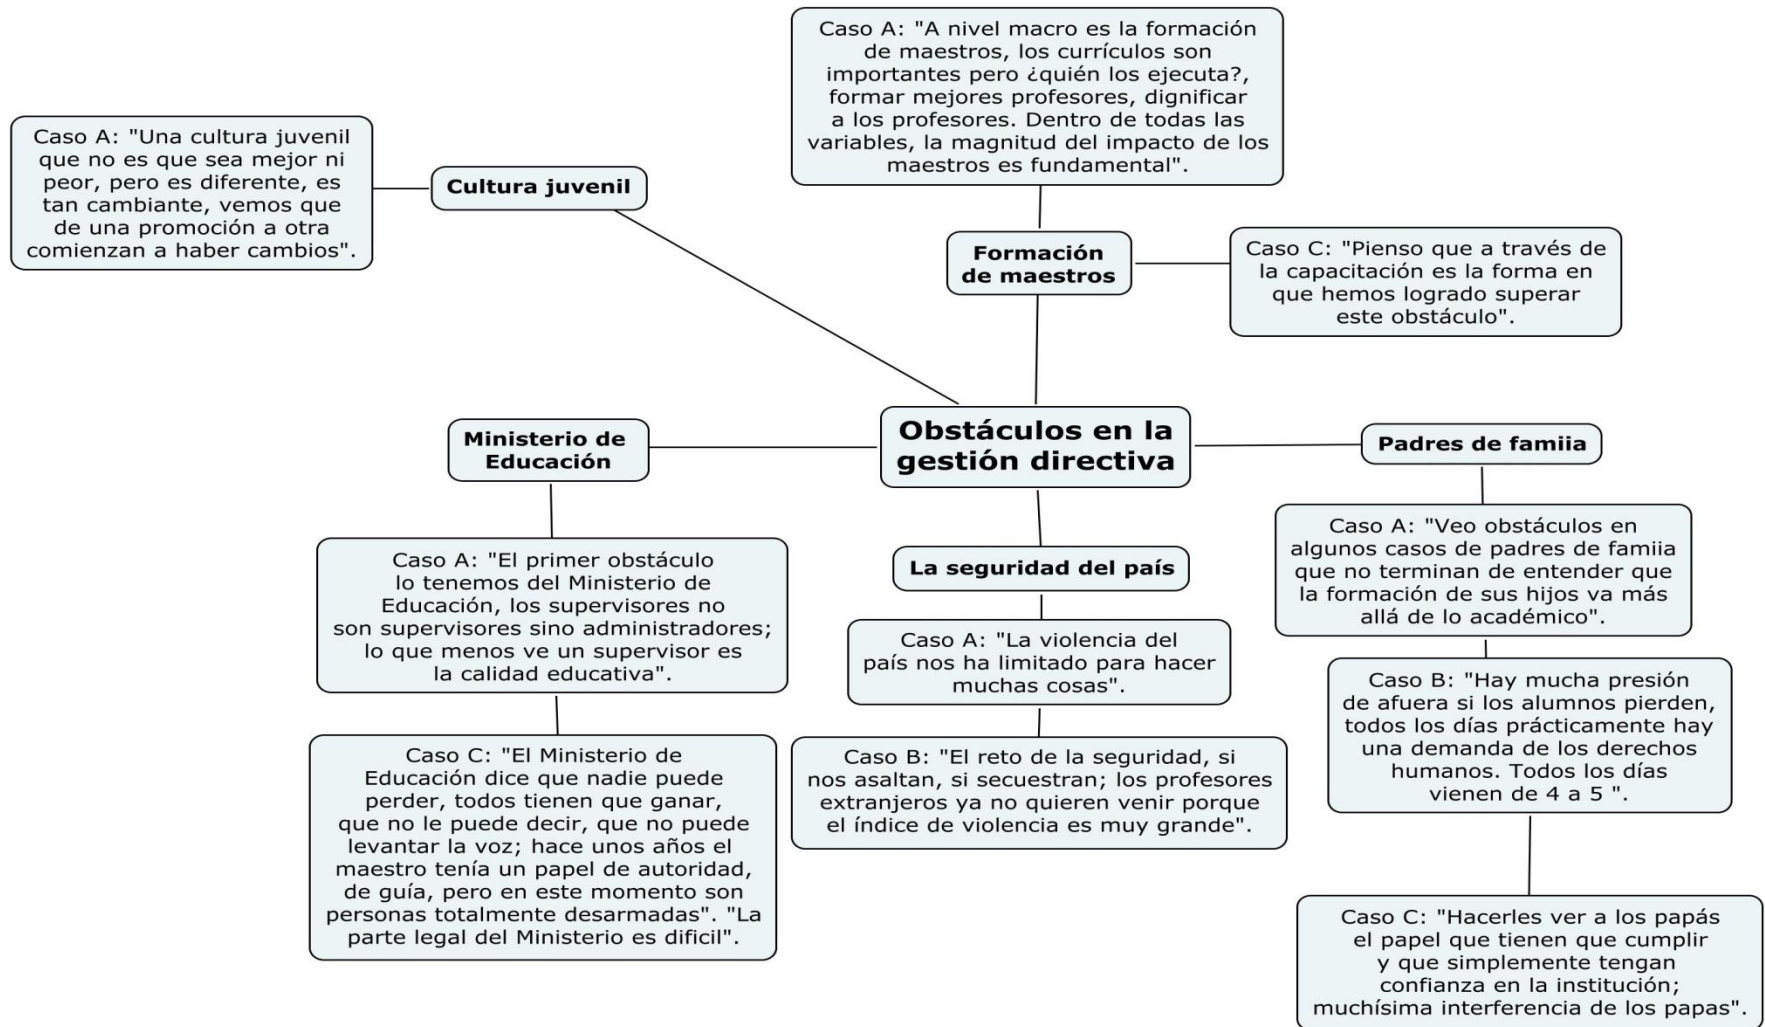 Caso A: "A nivel macro es la formación
de maestros, los currículos son
importantes pero ¿quién los ejecuta?,
formar mejores profesores, dignificar
a los profesores. Dentro de todas las
variables, la magnitud del impacto de los
maestros es fundamental".
Caso A: "Una cultura juvenil
que no es que sea mejor ni
peor, pero es diferente, es
tan cambiante, vemos que
de una promoción a otra
comienzan a haber cambios".
Cultura juvenil
Formación
de maestros
Caso C: "Pienso que a través de
la capacitación es la forma en
que hemos logrado superar
este obstáculo".
Obstáculos en la
gestión directiva
Ministerio de
Educación
Caso A: "El primer obstáculo
lo tenemos del Ministerio de
Educación, los supervisores no
son supervisores sino administradores;
lo que menos ve un supervisor es
la calidad educativa".
Caso C: "El Ministerio de
Educación dice que nadie puede
perder, todos tienen que ganar,
que no le puede decir, que no puede
levantar la voz; hace unos años el
maestro tenía un papel de autoridad,
de guía, pero en este momento son
personas totalmente desarmadas". "La
parte legal del Ministerio es dificil".
La seguridad del país
Caso A: "La violencia del
país nos ha limitado para hacer
muchas cosas".
Caso B: "El reto de la seguridad, si
nos asaltan, si secuestran; los profesores
extranjeros ya no quieren venir porque
el índice de violencia es muy grande".
Padres de famiia
Caso A: "Veo obstáculos en
algunos casos de padres de famiia
que no terminan de entender que
la formación de sus hijos va más
allá de lo académico".
Caso B: "Hay mucha presión
de afuera si los alumnos pierden,
todos los días prácticamente hay
una demanda de los derechos
humanos. Todos los días
vienen de 4 a 5 ".
Caso C: "Hacerles ver a los papás
el papel que tienen que cumplir
y que simplemente tengan
confianza en la institución;
muchísima interferencia de los papas".